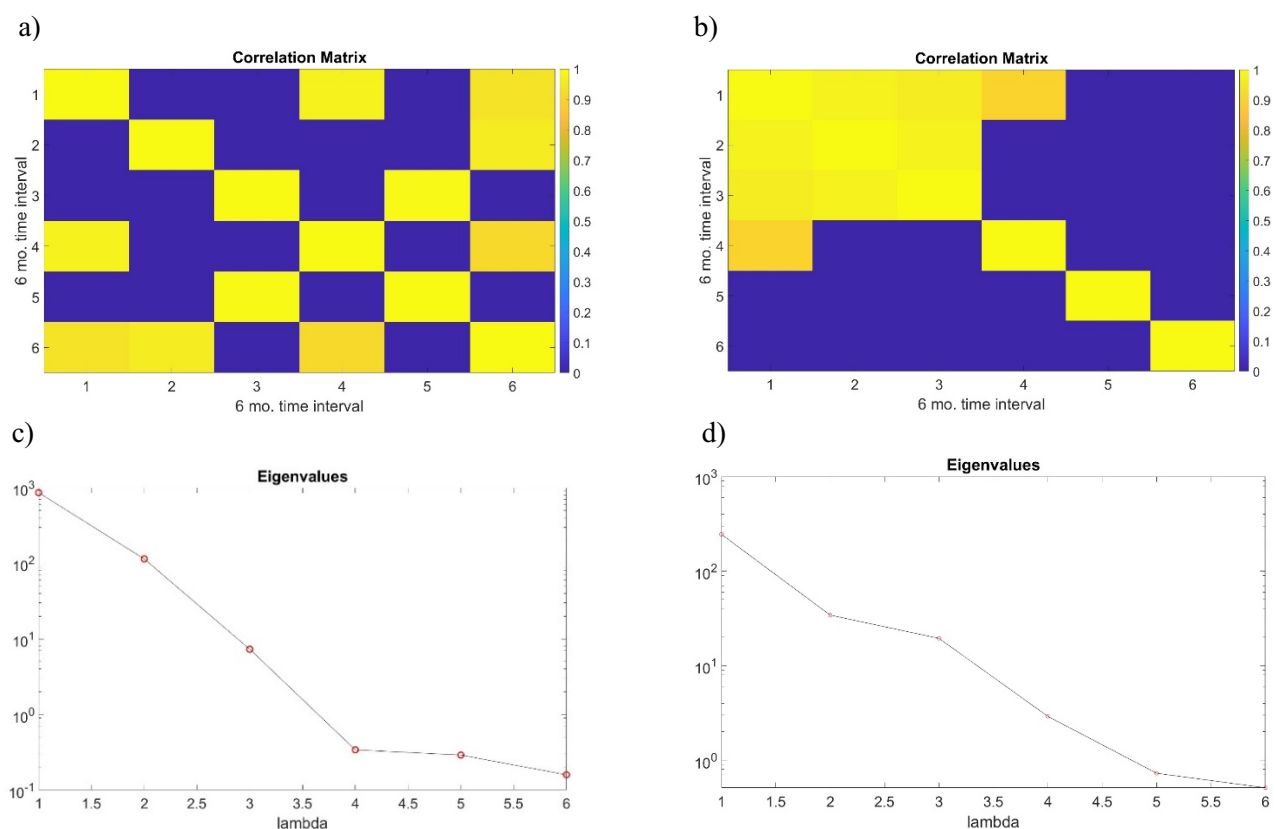 a)
Correlation Matrix
6 mo. time interval
1
2
3
4
5
6
1 2 3 4 5 6
6 mo. time interval
1
0.9
0.8
0.7
0.6
0.5
0.4
0.3
0.2
0.1
0
b)
Correlation Matrix
6 mo. time interval
1
2
3
4
5
6
1 2 3 4 5 6
6 mo. time interval
1
0.9
0.8
0.7
0.6
0.5
0.4
0.3
0.2
0.1
0
c)
Eigenvalues
10^3
10^2
10^1
10^0
10^-1
1 1.5 2 2.5 3 3.5 4 4.5 5 5.5 6
lambda
d)
Eigenvalues
10^3
10^2
10^1
10^0
1 1.5 2 2.5 3 3.5 4 4.5 5 5.5 6
lambda